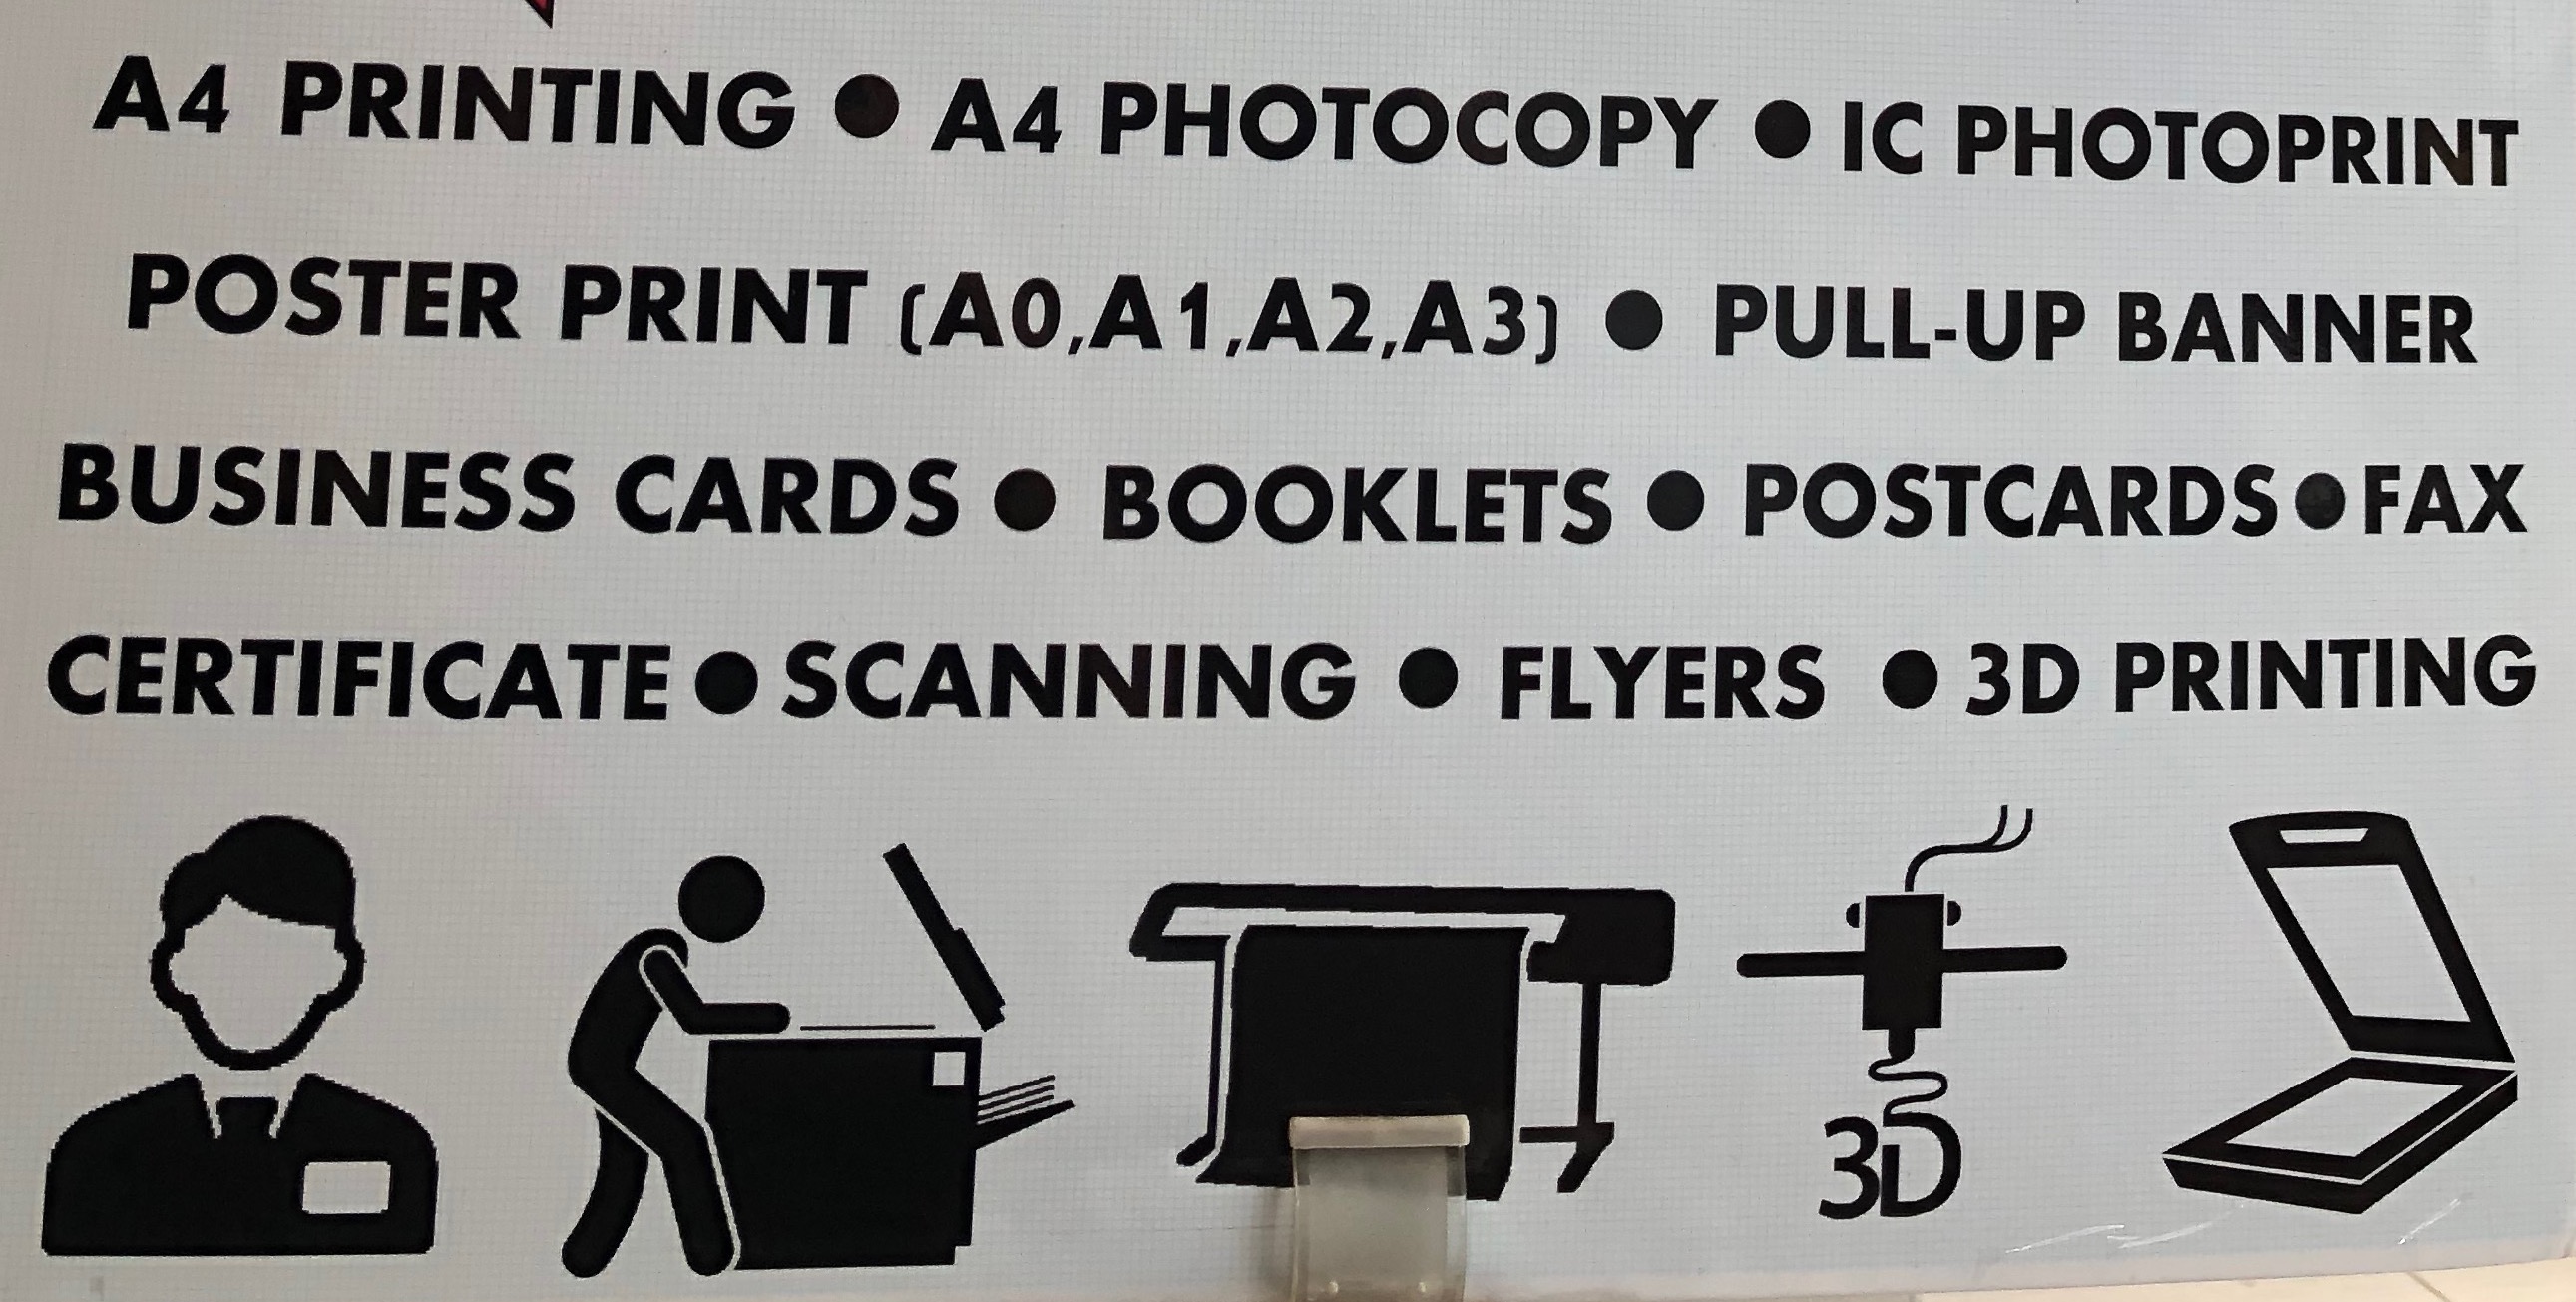 A4 PRINTING ● A4 PHOTOCOPY ● IC PHOTOPRINT
POSTER PRINT (A0,A1,A2,A3) ● PULL-UP BANNER
BUSINESS CARDS ● BOOKLETS ● POSTCARDS ● FAX
CERTIFICATE ● SCANNING ● FLYERS ● 3D PRINTING
3D